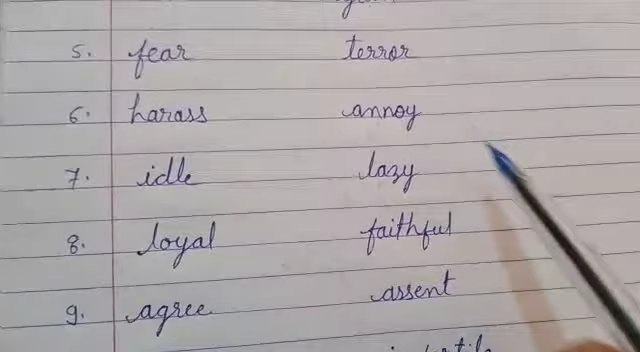 5. fear terror
6. harass annoy
7. idle lazy
8. loyal faithful
9. agree assent